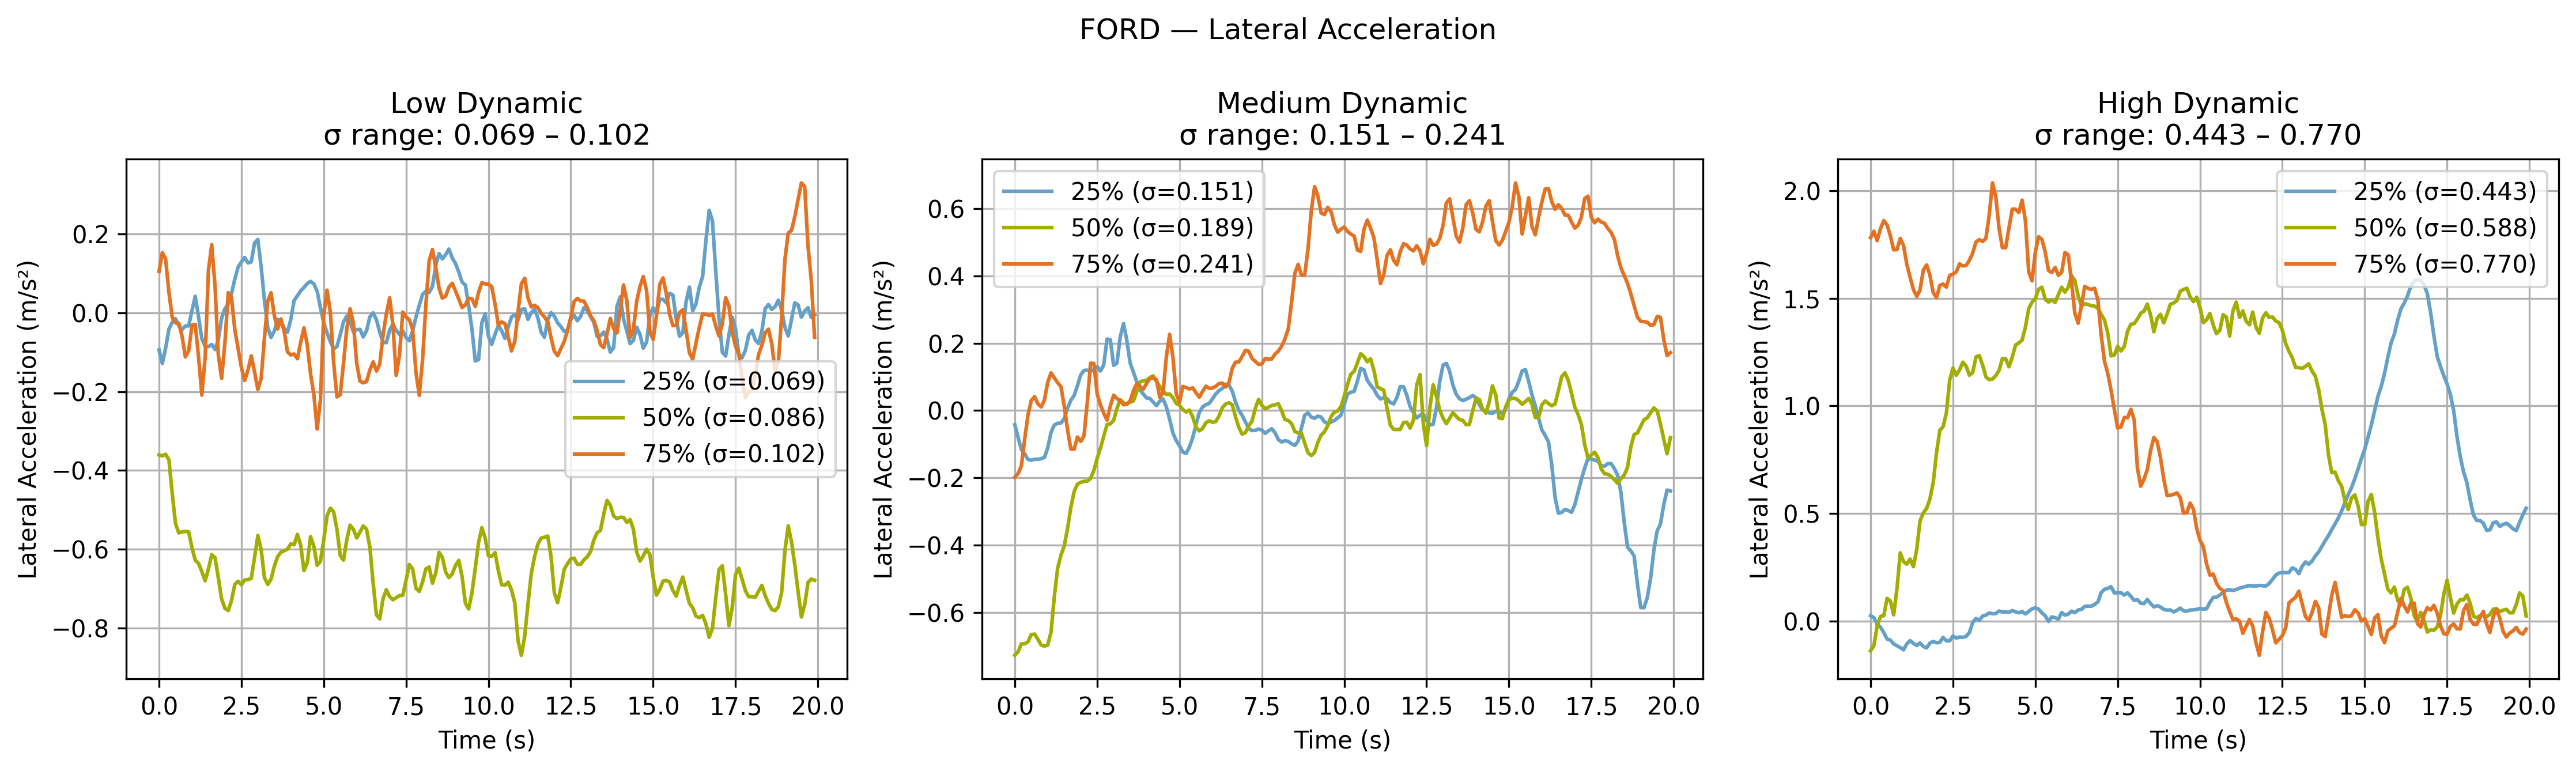 FORD — Lateral Acceleration
Low Dynamic
σ range: 0.069 – 0.102
Lateral Acceleration (m/s²)
0.2
0.0
−0.2
−0.4
−0.6
−0.8
25% (σ=0.069)
50% (σ=0.086)
75% (σ=0.102)
0.0 2.5 5.0 7.5 10.0 12.5 15.0 17.5 20.0
Time (s)
Medium Dynamic
σ range: 0.151 – 0.241
Lateral Acceleration (m/s²)
0.6
0.4
0.2
0.0
−0.2
−0.4
−0.6
25% (σ=0.151)
50% (σ=0.189)
75% (σ=0.241)
0.0 2.5 5.0 7.5 10.0 12.5 15.0 17.5 20.0
Time (s)
High Dynamic
σ range: 0.443 – 0.770
Lateral Acceleration (m/s²)
2.0
1.5
1.0
0.5
0.0
25% (σ=0.443)
50% (σ=0.588)
75% (σ=0.770)
0.0 2.5 5.0 7.5 10.0 12.5 15.0 17.5 20.0
Time (s)